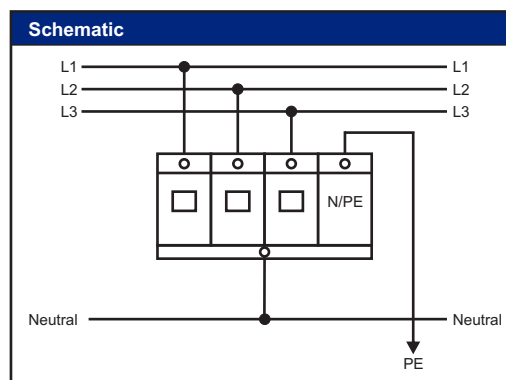 Schematic
L1 L1
L2 L2
L3 L3
N/PE
Neutral Neutral
PE